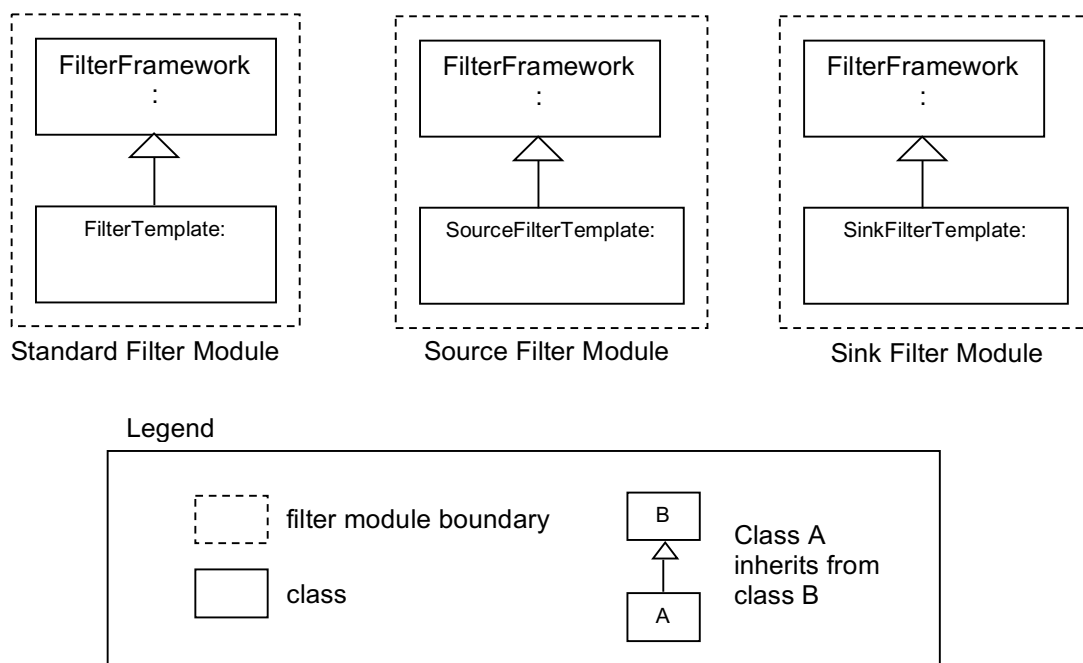 FilterFramework
:
FilterTemplate:
Standard Filter Module
FilterFramework
:
SourceFilterTemplate:
Source Filter Module
FilterFramework
:
SinkFilterTemplate:
Sink Filter Module
Legend
filter module boundary
class
B
A
Class A
inherits from
class B